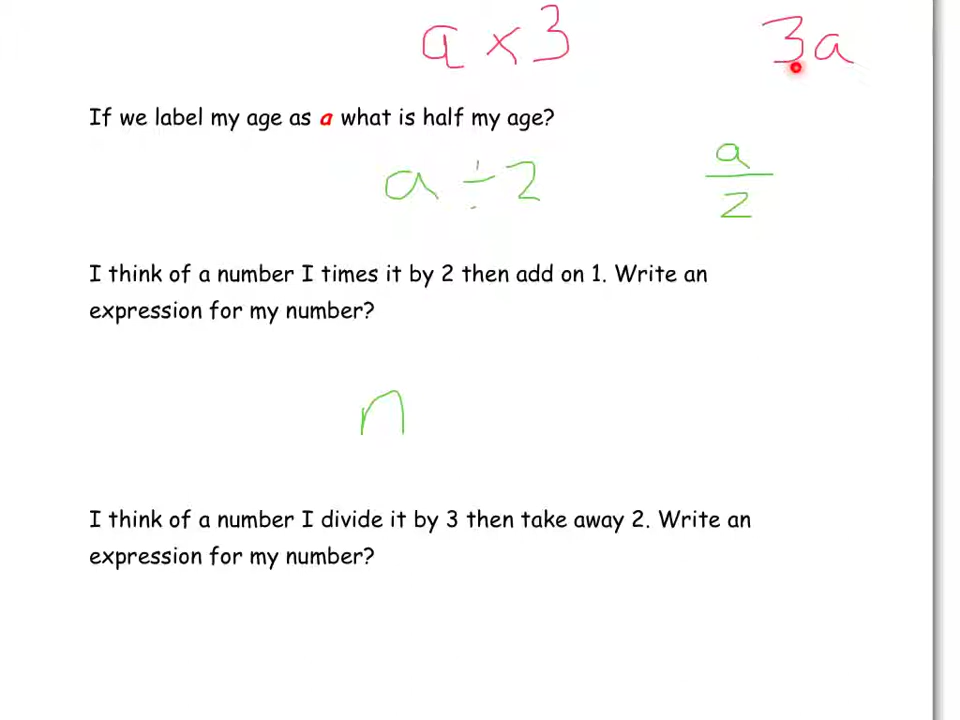 a × 3 3a
If we label my age as a what is half my age?
a ÷ 2 a/2
I think of a number I times it by 2 then add on 1. Write an
expression for my number?
n
I think of a number I divide it by 3 then take away 2. Write an
expression for my number?